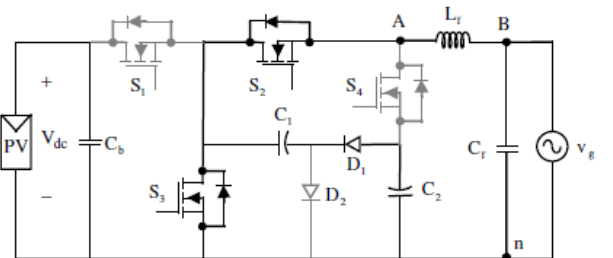 A
L_f
B
S_1
S_2
S_4
+
C_1
PV
V_dc
C_b
D_1
C_f
v_g
S_3
D_2
C_2
−
n